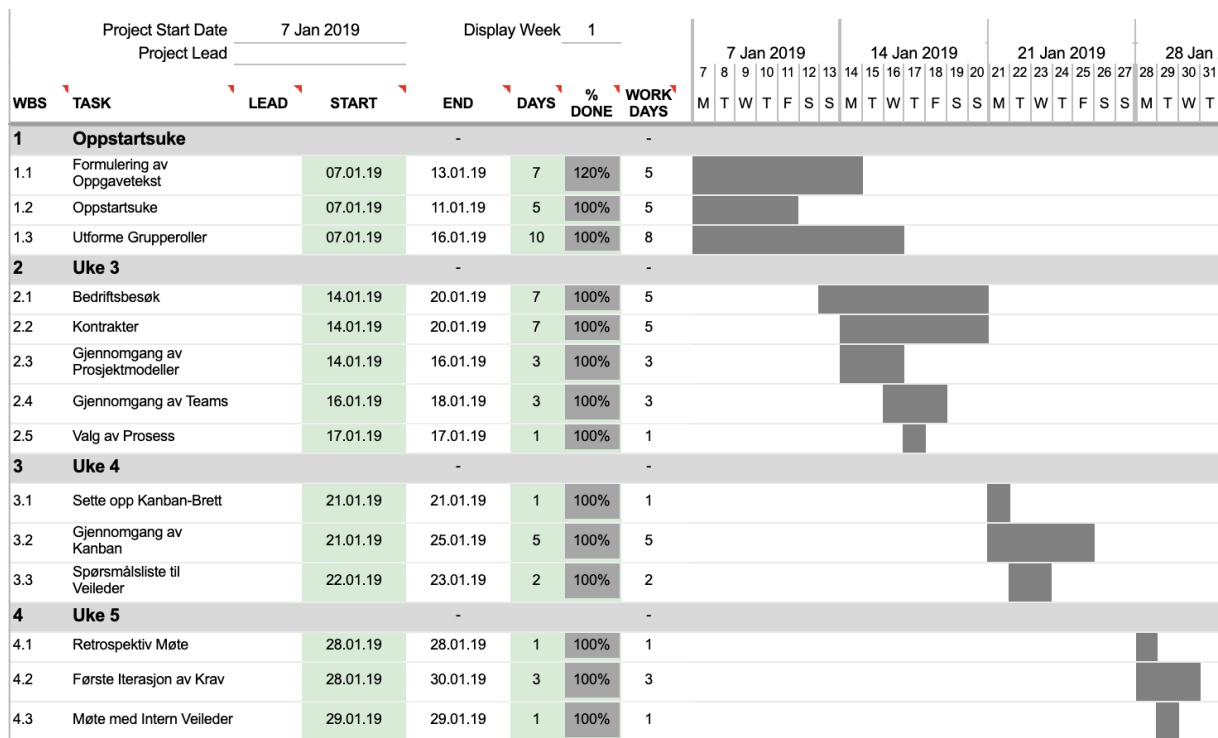 Project Start Date 7 Jan 2019 Display Week 1
Project Lead
7 Jan 2019 14 Jan 2019 21 Jan 2019 28 Jan
7 8 9 10 11 12 13 14 15 16 17 18 19 20 21 22 23 24 25 26 27 28 29 30 31
WBS TASK LEAD START END DAYS % DONE WORK DAYS M T W T F S S M T W T F S S M T W T F S S M T W T
1 Oppstartsuke - -
1.1 Formulering av Oppgavetekst 07.01.19 13.01.19 7 120% 5
1.2 Oppstartsuke 07.01.19 11.01.19 5 100% 5
1.3 Utforme Grupperoller 07.01.19 16.01.19 10 100% 8
2 Uke 3 - -
2.1 Bedriftsbesøk 14.01.19 20.01.19 7 100% 5
2.2 Kontrakter 14.01.19 20.01.19 7 100% 5
2.3 Gjennomgang av Prosjektmodeller 14.01.19 16.01.19 3 100% 3
2.4 Gjennomgang av Teams 16.01.19 18.01.19 3 100% 3
2.5 Valg av Prosess 17.01.19 17.01.19 1 100% 1
3 Uke 4 - -
3.1 Sette opp Kanban-Brett 21.01.19 21.01.19 1 100% 1
3.2 Gjennomgang av Kanban 21.01.19 25.01.19 5 100% 5
3.3 Spørsmålsliste til Veileder 22.01.19 23.01.19 2 100% 2
4 Uke 5 - -
4.1 Retrospektiv Møte 28.01.19 28.01.19 1 100% 1
4.2 Første Iterasjon av Krav 28.01.19 30.01.19 3 100% 3
4.3 Møte med Intern Veileder 29.01.19 29.01.19 1 100% 1